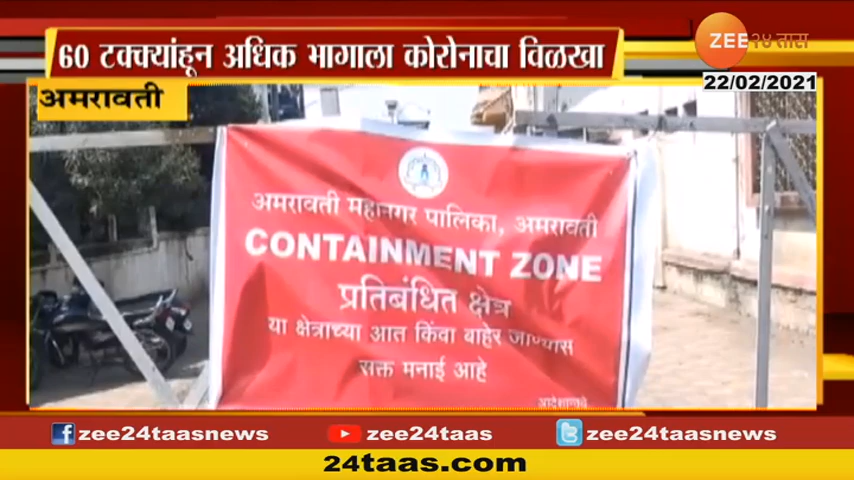 60 टक्क्यांहून अधिक भागाला कोरोनाचा विळखा
ZEE २४ तास
22/02/2021
अमरावती
अमरावती महानगर पालिका, अमरावती
CONTAINMENT ZONE
प्रतिबंधित क्षेत्र
या क्षेत्राच्या आत किंवा बाहेर जाण्यास
सक्त मनाई आहे
zee24taasnews
zee24taas
zee24taasnews
24taas.com